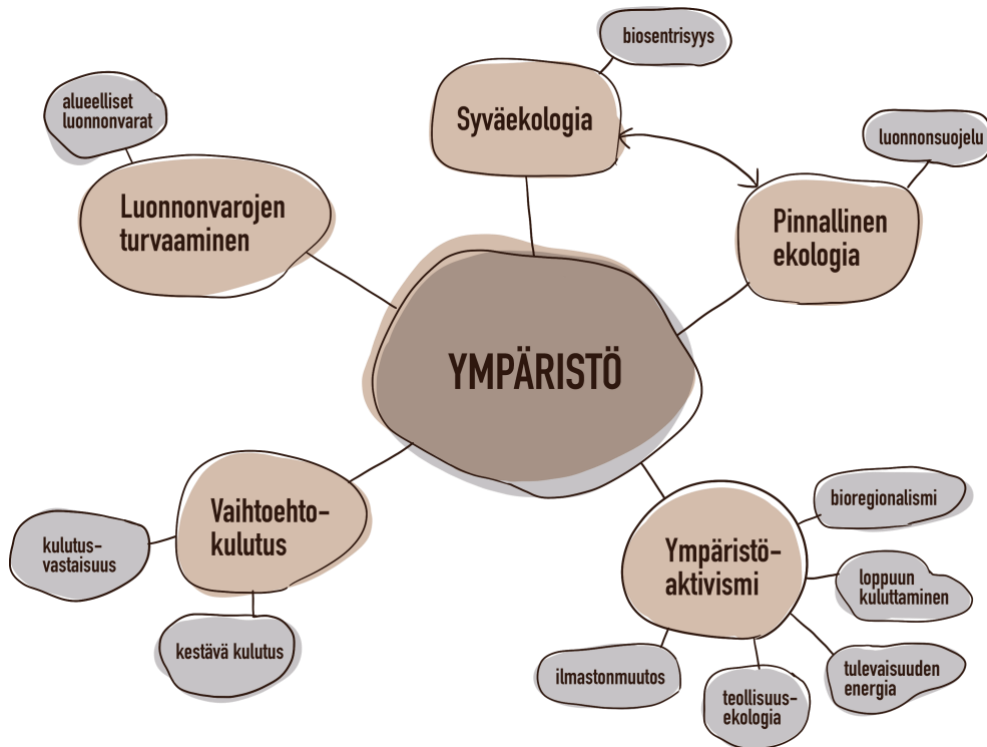 biosentrisyys
Syväekologia
alueelliset
luonnonvarat
luonnonsuojelu
Luonnonvarojen
turvaaminen
Pinnallinen
ekologia
YMPÄRISTÖ
Vaihtoehto-
kulutus
kulutus-
vastaisuus
kestävä kulutus
Ympäristö-
aktivismi
bioregionalismi
loppuun
kuluttaminen
tulevaisuuden
energia
teollisuus-
ekologia
ilmastonmuutos